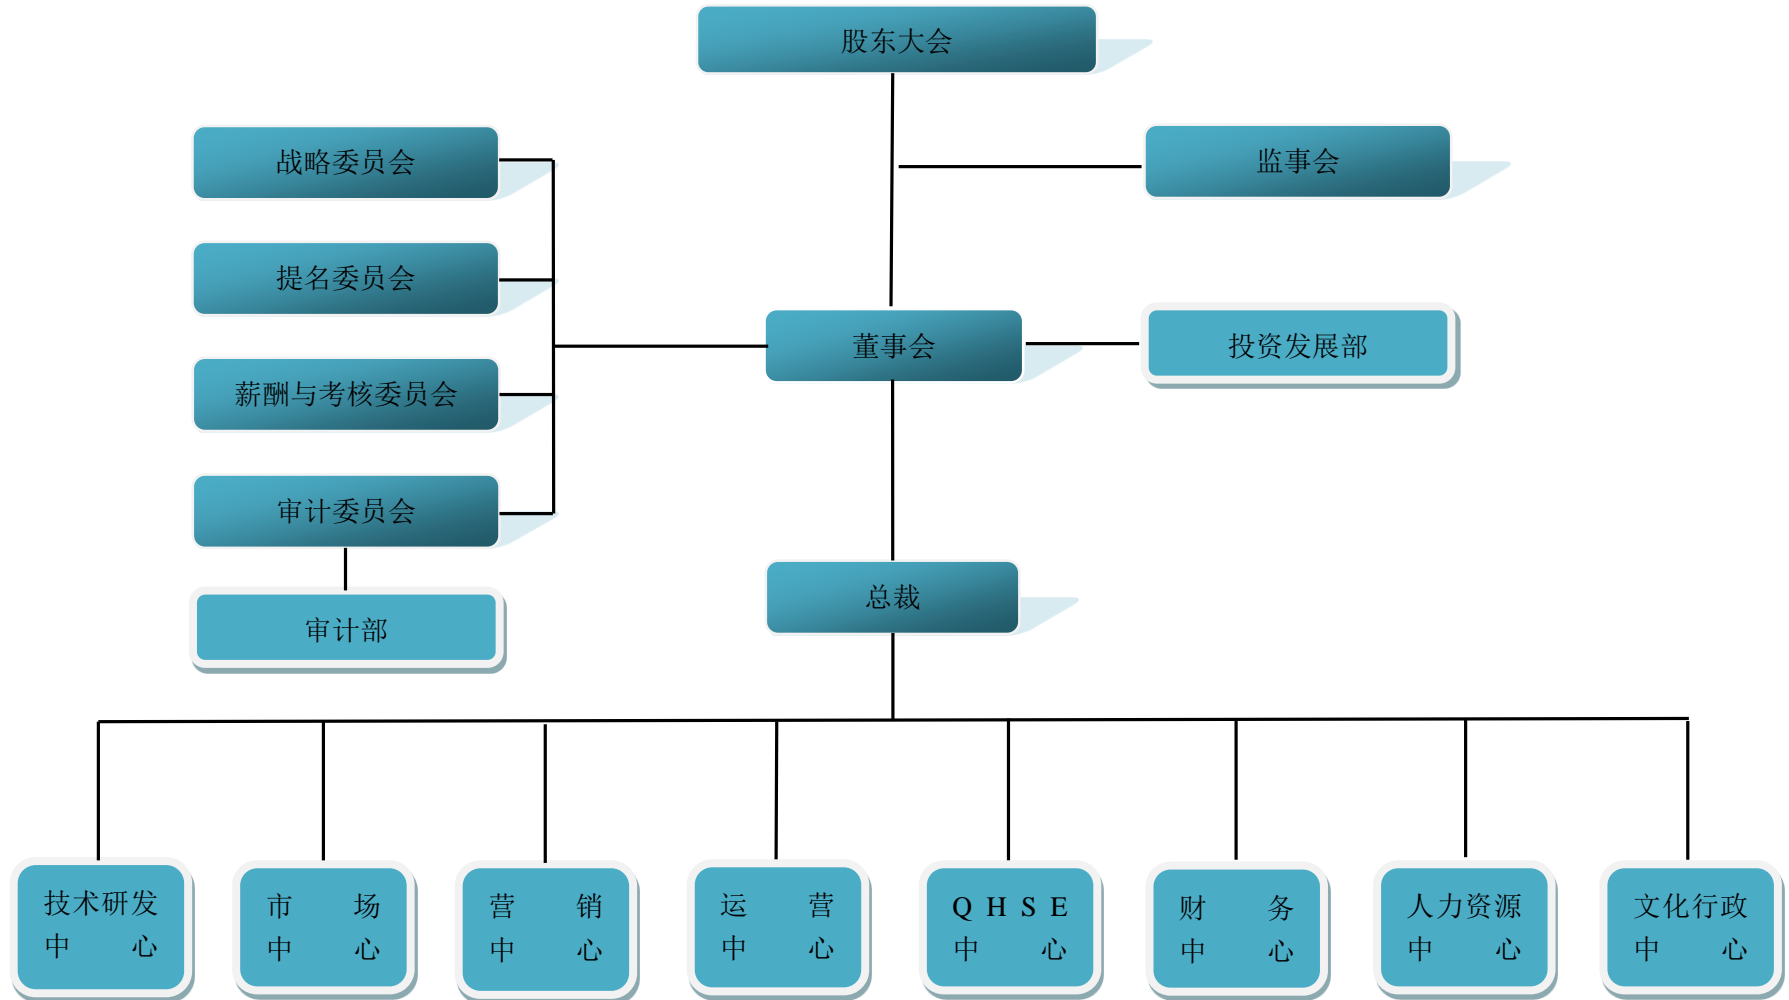 股东大会
战略委员会
监事会
提名委员会
董事会
投资发展部
薪酬与考核委员会
审计委员会
总裁
审计部
技术研发
中心
市场
中心
营销
中心
运营
中心
QHSE
中心
财务
中心
人力资源
中心
文化行政
中心